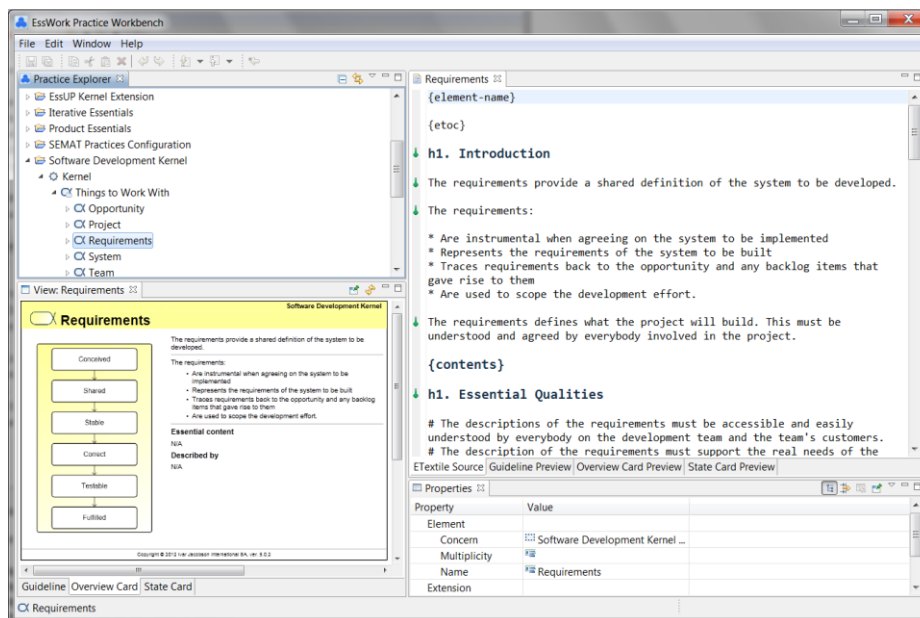 EssWork Practice Workbench
File Edit Window Help
Practice Explorer
EssUP Kernel Extension
Iterative Essentials
Product Essentials
SEMAT Practices Configuration
Software Development Kernel
Kernel
Things to Work With
Opportunity
Project
Requirements
System
Team
View: Requirements
Software Development Kernel
Requirements
Conceived
Shared
Stable
Correct
Testable
Fulfilled
The requirements provide a shared definition of the system to be
developed.
The requirements:
• Are instrumental when agreeing on the system to be
implemented
• Represents the requirements of the system to be built
• Traces requirements back to the opportunity and any backlog
items that gave rise to them
• Are used to scope the development effort.
Essential content
N/A
Described by
N/A
Copyright © 2012 Ivar Jacobson International SA, ver. 5.0.2
Guideline Overview Card State Card
Requirements
Requirements
{element-name}
{etoc}
h1. Introduction
The requirements provide a shared definition of the system to be developed.
The requirements:
* Are instrumental when agreeing on the system to be implemented
* Represents the requirements of the system to be built
* Traces requirements back to the opportunity and any backlog items that
gave rise to them
* Are used to scope the development effort.
The requirements defines what the project will build. This must be
understood and agreed by everybody involved in the project.
{contents}
h1. Essential Qualities
# The descriptions of the requirements must be accessible and easily
understood by everybody on the development team and the team's customers.
# The description of the requirements must support the real needs of the
ETextile Source Guideline Preview Overview Card Preview State Card Preview
Properties
Property Value
Element
Concern Software Development Kernel ...
Multiplicity
Name Requirements
Extension